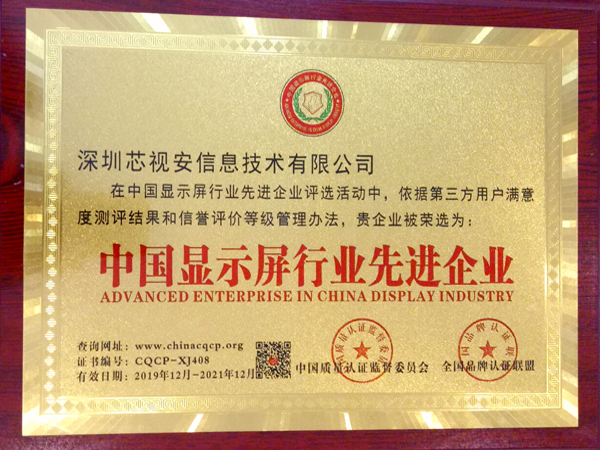 深圳芯视安信息技术有限公司
在中国显示屏行业先进企业评选活动中，依据第三方用户满意
度测评结果和信誉评价等级管理办法，贵企业被荣选为：
中国显示屏行业先进企业
ADVANCED ENTERPRISE IN CHINA DISPLAY INDUSTRY
查询网址：www.chinacqcp.org
证书编号：CQCP-XJ408
有效日期：2019年12月-2021年12月
中国质量认证监督委员会
全国品牌认证联盟